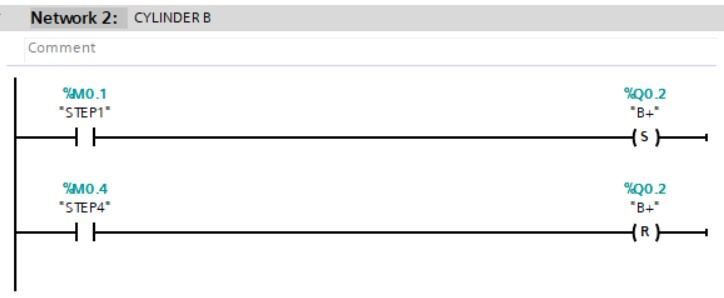 Network 2: CYLINDER B
Comment
%M0.1 %Q0.2
"STEP1" "B+"
S
%M0.4 %Q0.2
"STEP4" "B+"
R